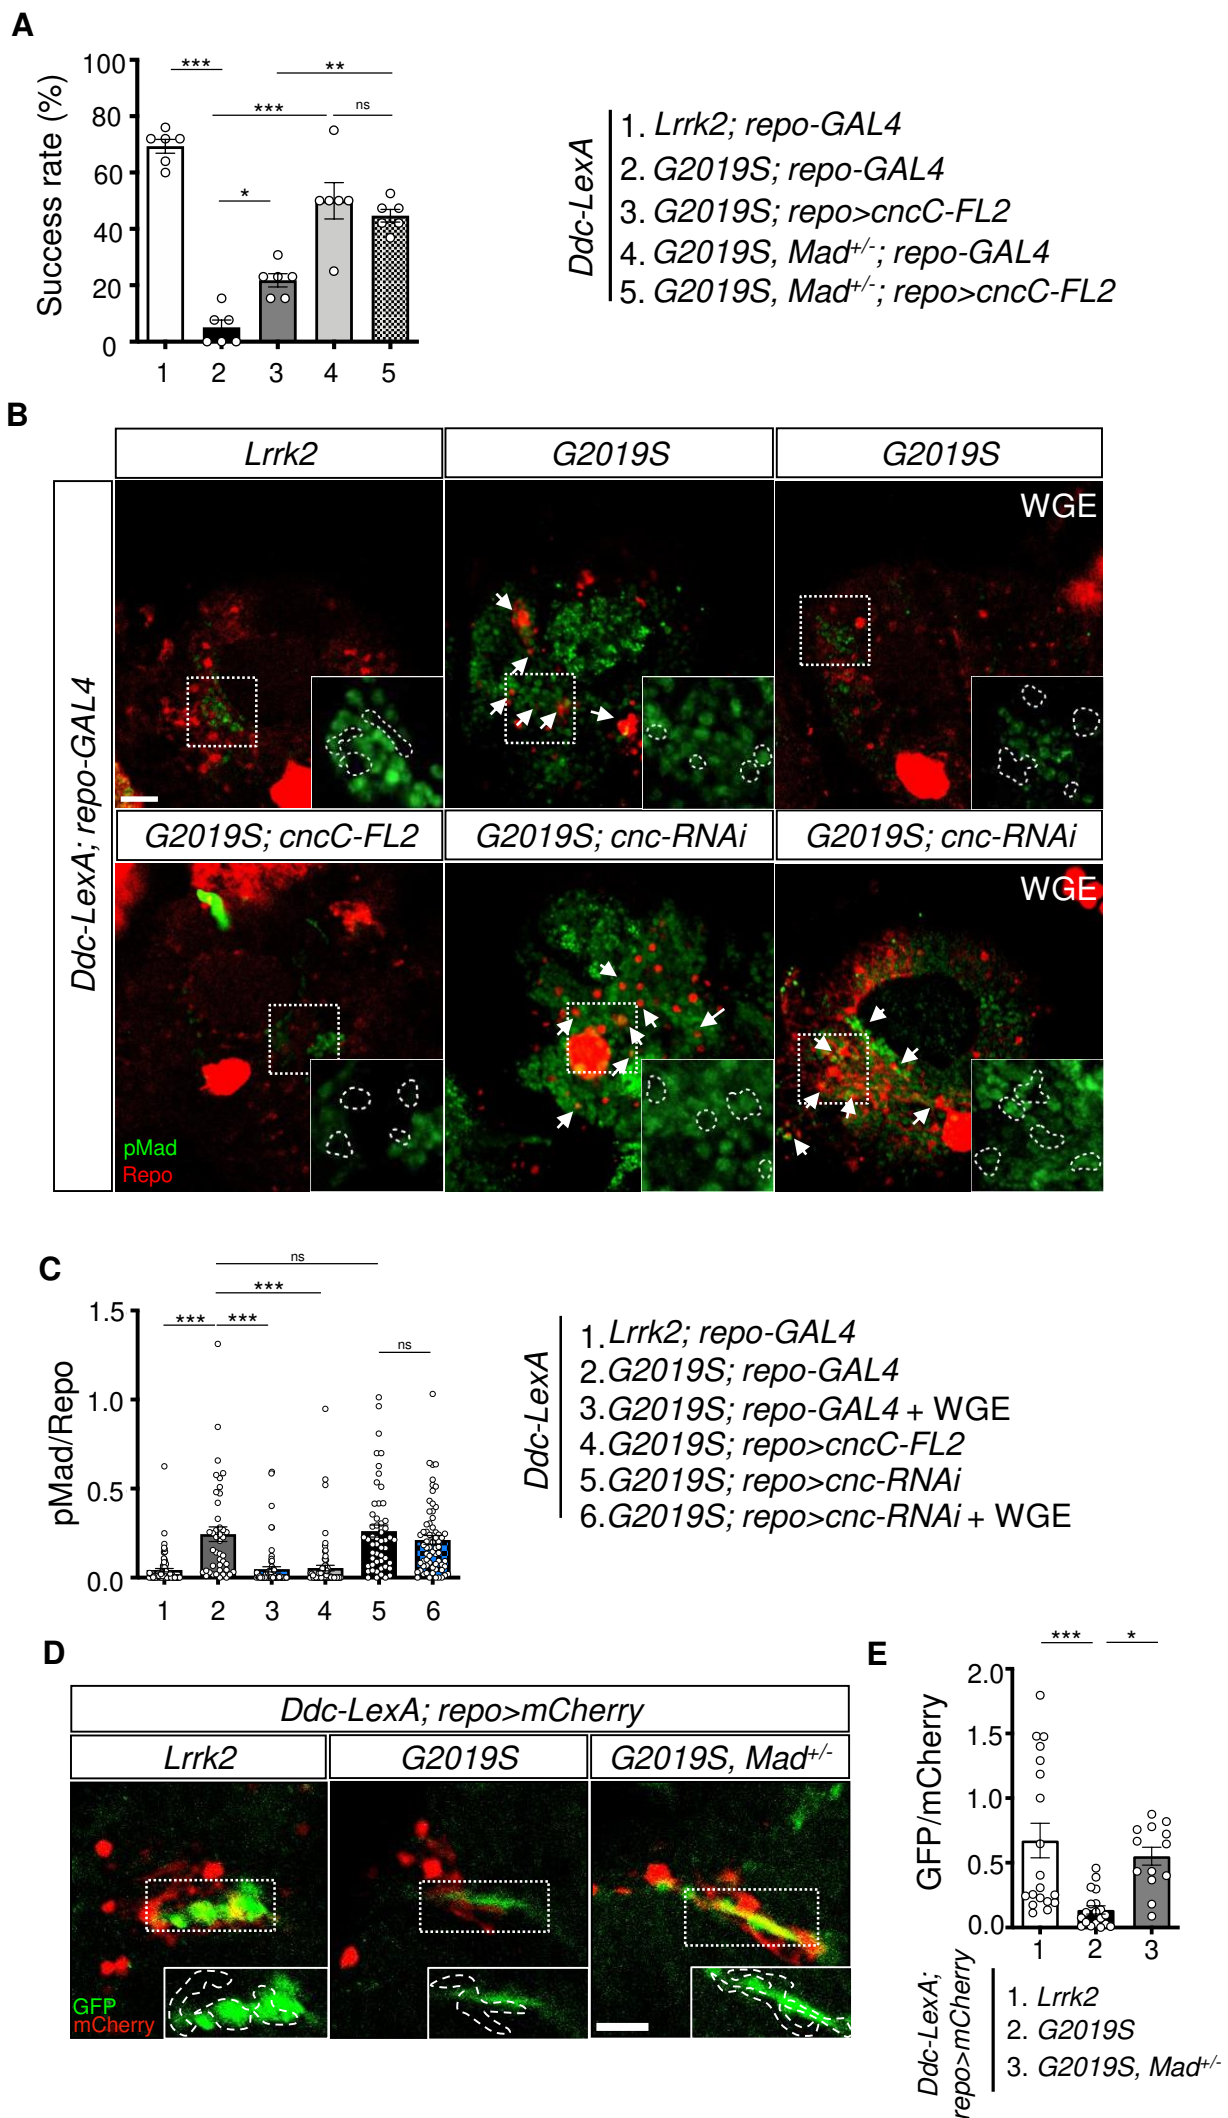 A
Success rate (%)
100
80
60
40
20
0
***
**
***
ns
*
1 2 3 4 5
Ddc-LexA
1. Lrrk2; repo-GAL4
2. G2019S; repo-GAL4
3. G2019S; repo>cncC-FL2
4. G2019S, Mad+/-; repo-GAL4
5. G2019S, Mad+/-; repo>cncC-FL2
B
Ddc-LexA; repo-GAL4
Lrrk2 G2019S G2019S
WGE
G2019S; cncC-FL2 G2019S; cnc-RNAi G2019S; cnc-RNAi
WGE
pMad
Repo
C
pMad/Repo
1.5
1.0
0.5
0.0
ns
***
*** ***
ns
1 2 3 4 5 6
Ddc-LexA
1. Lrrk2; repo-GAL4
2. G2019S; repo-GAL4
3. G2019S; repo-GAL4 + WGE
4. G2019S; repo>cncC-FL2
5. G2019S; repo>cnc-RNAi
6. G2019S; repo>cnc-RNAi + WGE
D
Ddc-LexA; repo>mCherry
Lrrk2 G2019S G2019S, Mad+/-
GFP
mCherry
E
GFP/mCherry
2.0
1.5
1.0
0.5
0.0
*** *
1 2 3
Ddc-LexA;
repo>mCherry
1. Lrrk2
2. G2019S
3. G2019S, Mad+/-